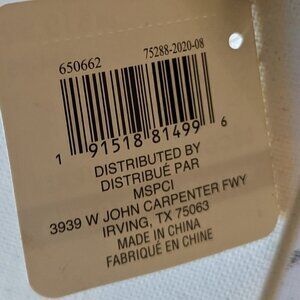 650662 75288-2020-08
1 91518 81499 6
DISTRIBUTED BY
DISTRIBUÉ PAR
MSPCI
3939 W JOHN CARPENTER FWY
IRVING, TX 75063
MADE IN CHINA
FABRIQUÉ EN CHINE